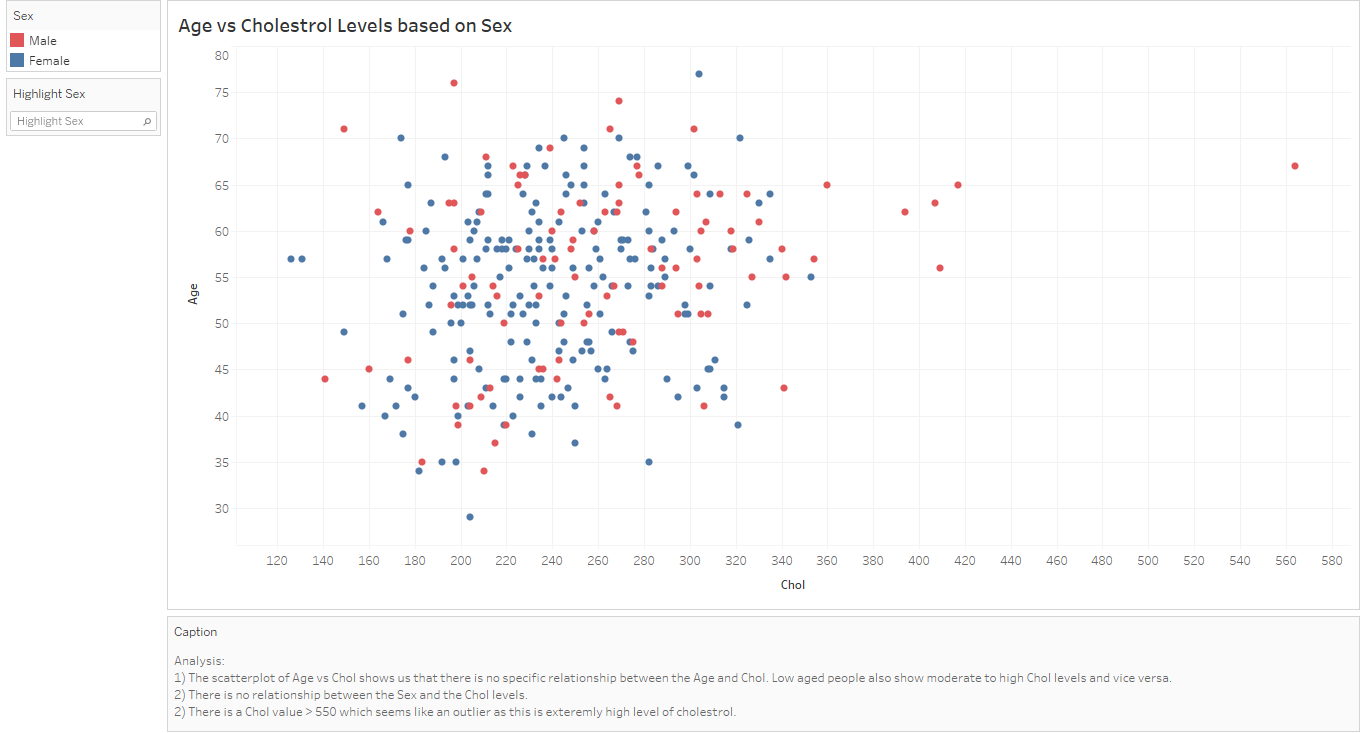 Sex
Male
Female
Highlight Sex
Highlight Sex
Age vs Cholestrol Levels based on Sex
80
75
70
65
60
55
50
45
40
35
30
Age
120 140 160 180 200 220 240 260 280 300 320 340 360 380 400 420 440 460 480 500 520 540 560 580
Chol
Caption
Analysis:
1) The scatterplot of Age vs Chol shows us that there is no specific relationship between the Age and Chol. Low aged people also show moderate to high Chol levels and vice versa.
2) There is no relationship between the Sex and the Chol levels.
2) There is a Chol value > 550 which seems like an outlier as this is exteremly high level of cholestrol.